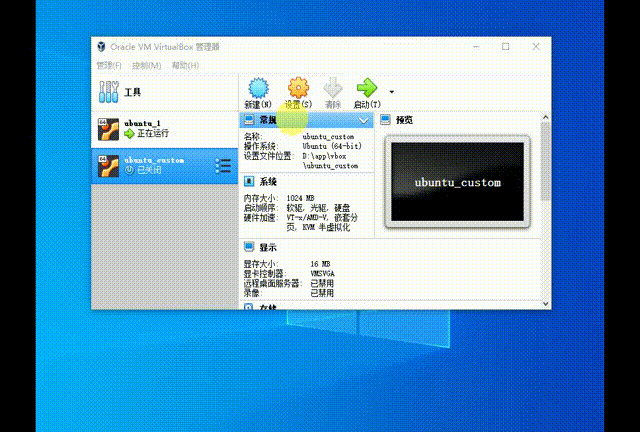 Oracle VM VirtualBox 管理器
管理(F) 控制(M) 帮助(H)
工具
新建(N) 设置(S) 清除 启动(T)
ubuntu_1
正在运行
ubuntu_custom
已关闭
常规
名称: ubuntu_custom
操作系统: Ubuntu (64-bit)
设置文件位置: D:\app\vbox
\ubuntu_custom
系统
内存大小: 1024 MB
启动顺序: 软驱, 光驱, 硬盘
硬件加速: VT-x/AMD-V, 嵌套分
页, KVM 半虚拟化
显示
显存大小: 16 MB
显卡控制器: VMSVGA
远程桌面服务器: 已禁用
录像: 已禁用
预览
ubuntu_custom